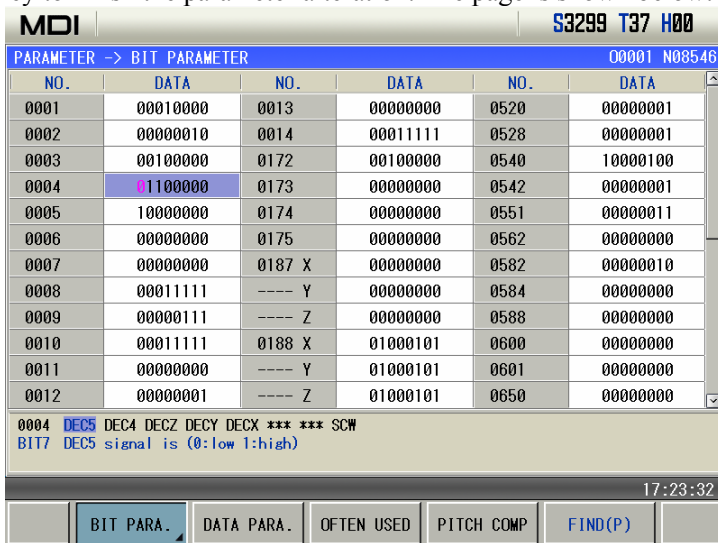 MDI S3299 T37 H00
PARAMETER -> BIT PARAMETER O0001 N08546
NO. DATA NO. DATA NO. DATA
0001 00010000 0013 00000000 0520 00000001
0002 00000010 0014 00011111 0528 00000001
0003 00100000 0172 00100000 0540 10000100
0004 01100000 0173 00000000 0542 00000001
0005 10000000 0174 00000000 0551 00000011
0006 00000000 0175 00000000 0562 00000000
0007 00000000 0187 X 00000000 0582 00000010
0008 00011111 ---- Y 00000000 0584 00000000
0009 00000111 ---- Z 00000000 0588 00000000
0010 00011111 0188 X 01000101 0600 00000000
0011 00000000 ---- Y 01000101 0601 00000000
0012 00000001 ---- Z 01000101 0650 00000000
0004 DEC5 DEC4 DECZ DECY DECX *** *** SCW
BIT7 DEC5 signal is (0:low 1:high)
17:23:32
BIT PARA. DATA PARA. OFTEN USED PITCH COMP FIND(P)